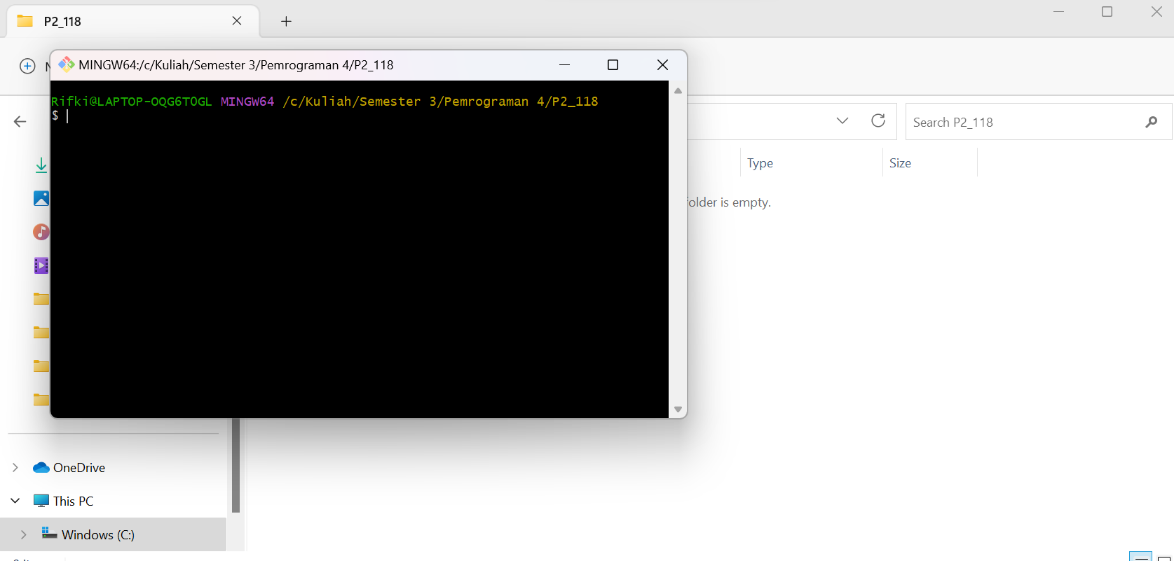 P2_118
MINGW64:/c/Kuliah/Semester 3/Pemrograman 4/P2_118
Rifki@LAPTOP-OQG6TOGL MINGW64 /c/Kuliah/Semester 3/Pemrograman 4/P2_118
$
Search P2_118
Type
Size
older is empty.
OneDrive
This PC
Windows (C:)